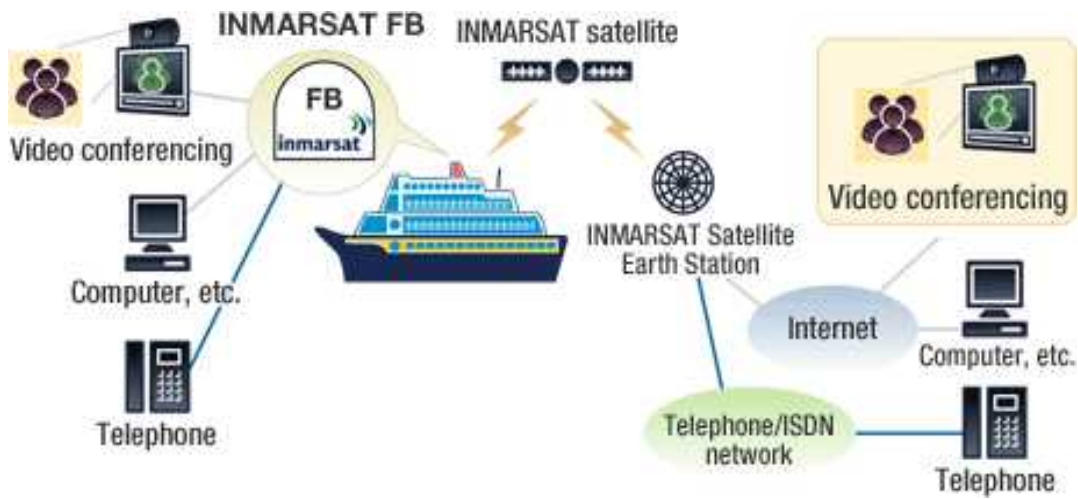 INMARSAT FB
INMARSAT satellite
FB
inmarsat
Video conferencing
Video conferencing
INMARSAT Satellite
Earth Station
Computer, etc.
Internet
Computer, etc.
Telephone
Telephone/ISDN
network
Telephone